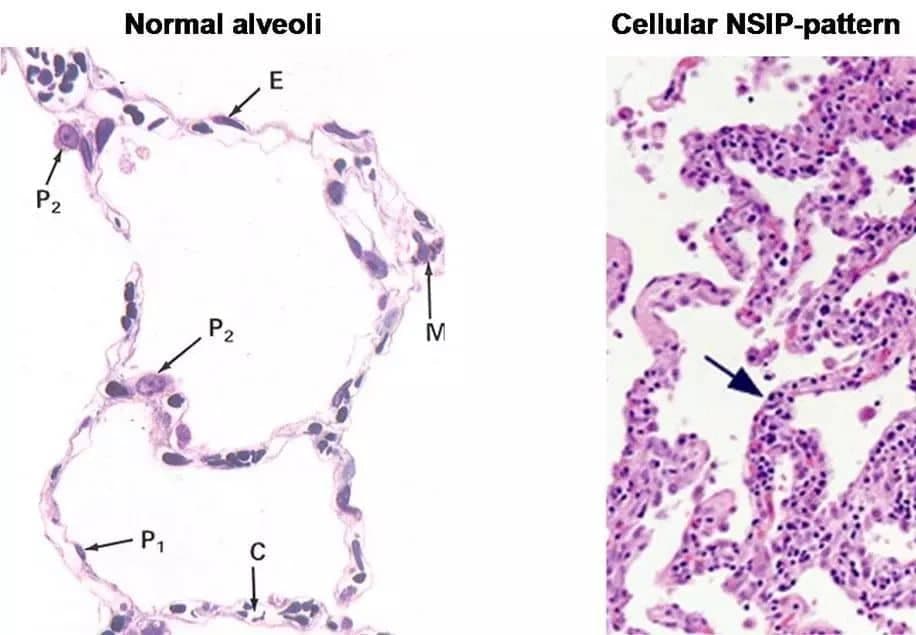 Normal alveoli
Cellular NSIP-pattern
E
P₂
M
P₂
P₁
C